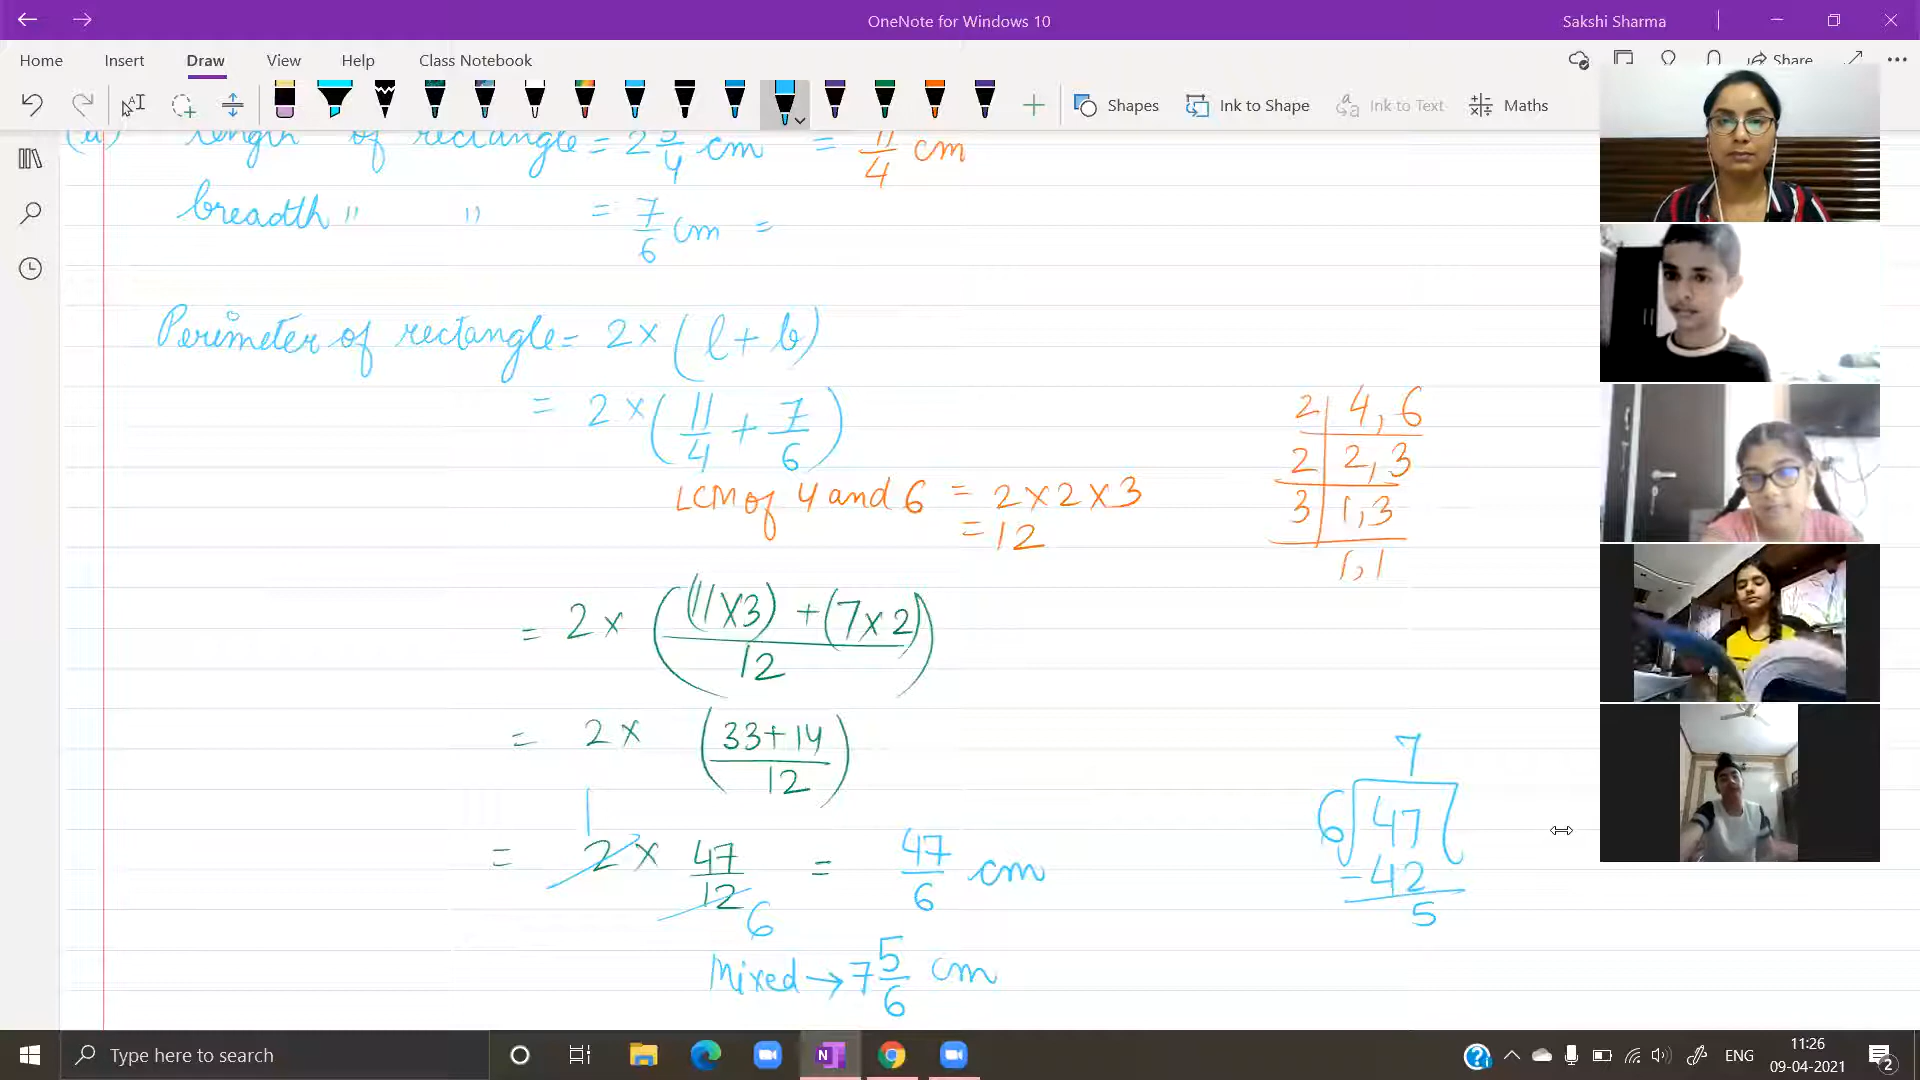 OneNote for Windows 10
Sakshi Sharma
Home Insert Draw View Help Class Notebook Share
Shapes Ink to Shape Ink to Text Maths
length of rectangle = 2 3/4 cm = 11/4 cm
breadth " " = 7/6 cm =
Perimeter of rectangle = 2 × (l + b)
= 2 × (11/4 + 7/6)
LCM of 4 and 6 = 2 × 2 × 3
= 12
2 | 4, 6
2 | 2, 3
3 | 1, 3
1, 1
= 2 × ((11 × 3) + (7 × 2))/12
= 2 × (33 + 14)/12
1
= 2 × 47/12 = 47/6 cm
6
Mixed → 7 5/6 cm
7
6 47
- 42
5
Type here to search
ENG
11:26
09-04-2021
2